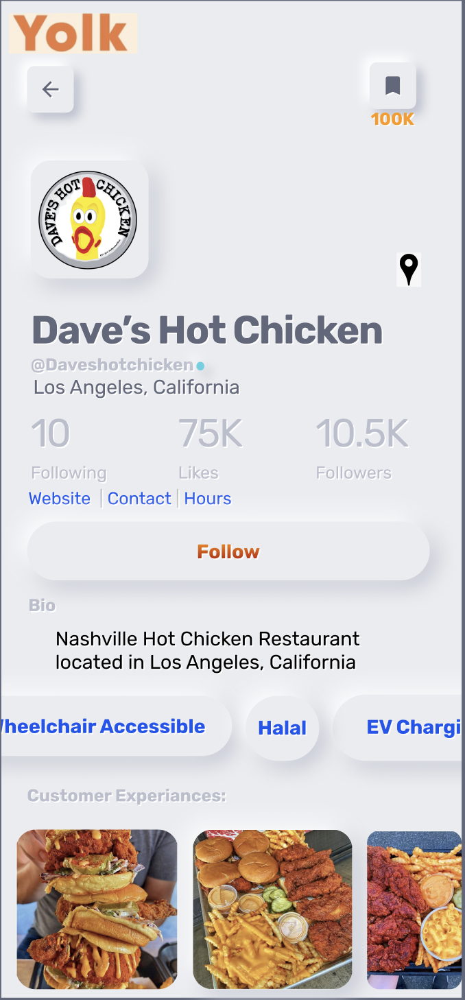 Yolk
100K
DAVE'S HOT CHICKEN
Dave's Hot Chicken
@Daveshotchicken
Los Angeles, California
10 75K 10.5K
Following Likes Followers
Website | Contact | Hours
Follow
Bio
Nashville Hot Chicken Restaurant
located in Los Angeles, California
Wheelchair Accessible Halal EV Chargi
Customer Experiances: